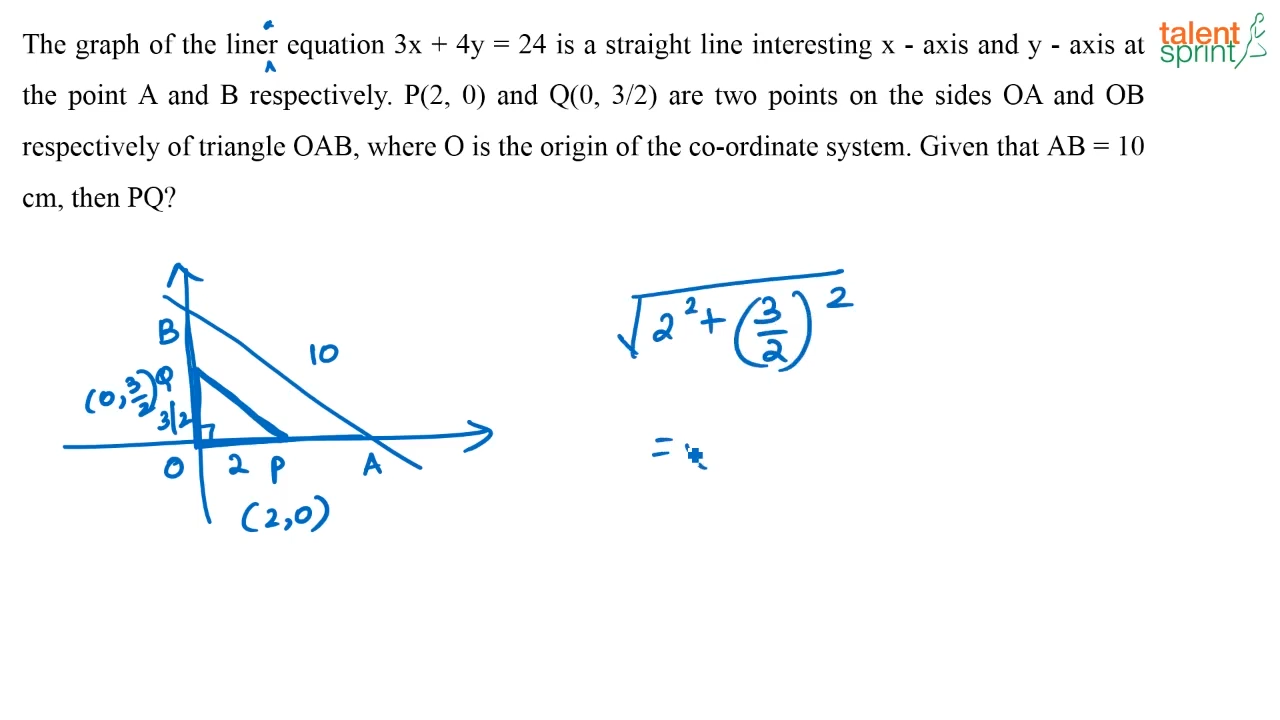 The graph of the liner equation 3x + 4y = 24 is a straight line interesting x - axis and y - axis at
a
^
the point A and B respectively. P(2, 0) and Q(0, 3/2) are two points on the sides OA and OB
respectively of triangle OAB, where O is the origin of the co-ordinate system. Given that AB = 10
cm, then PQ?
talent
sprint
B
10
(0, 3/2) Q
3/2
O 2 P A
(2,0)
√2² + (3/2)²
=